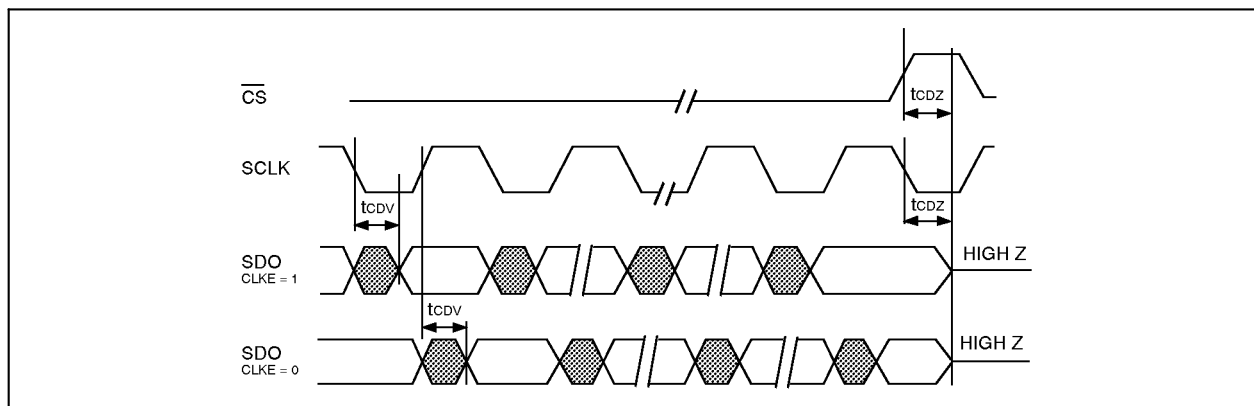 CS
tCDZ
SCLK
tCDV
tCDZ
SDO
CLKE = 1
HIGH Z
tCDV
SDO
CLKE = 0
HIGH Z